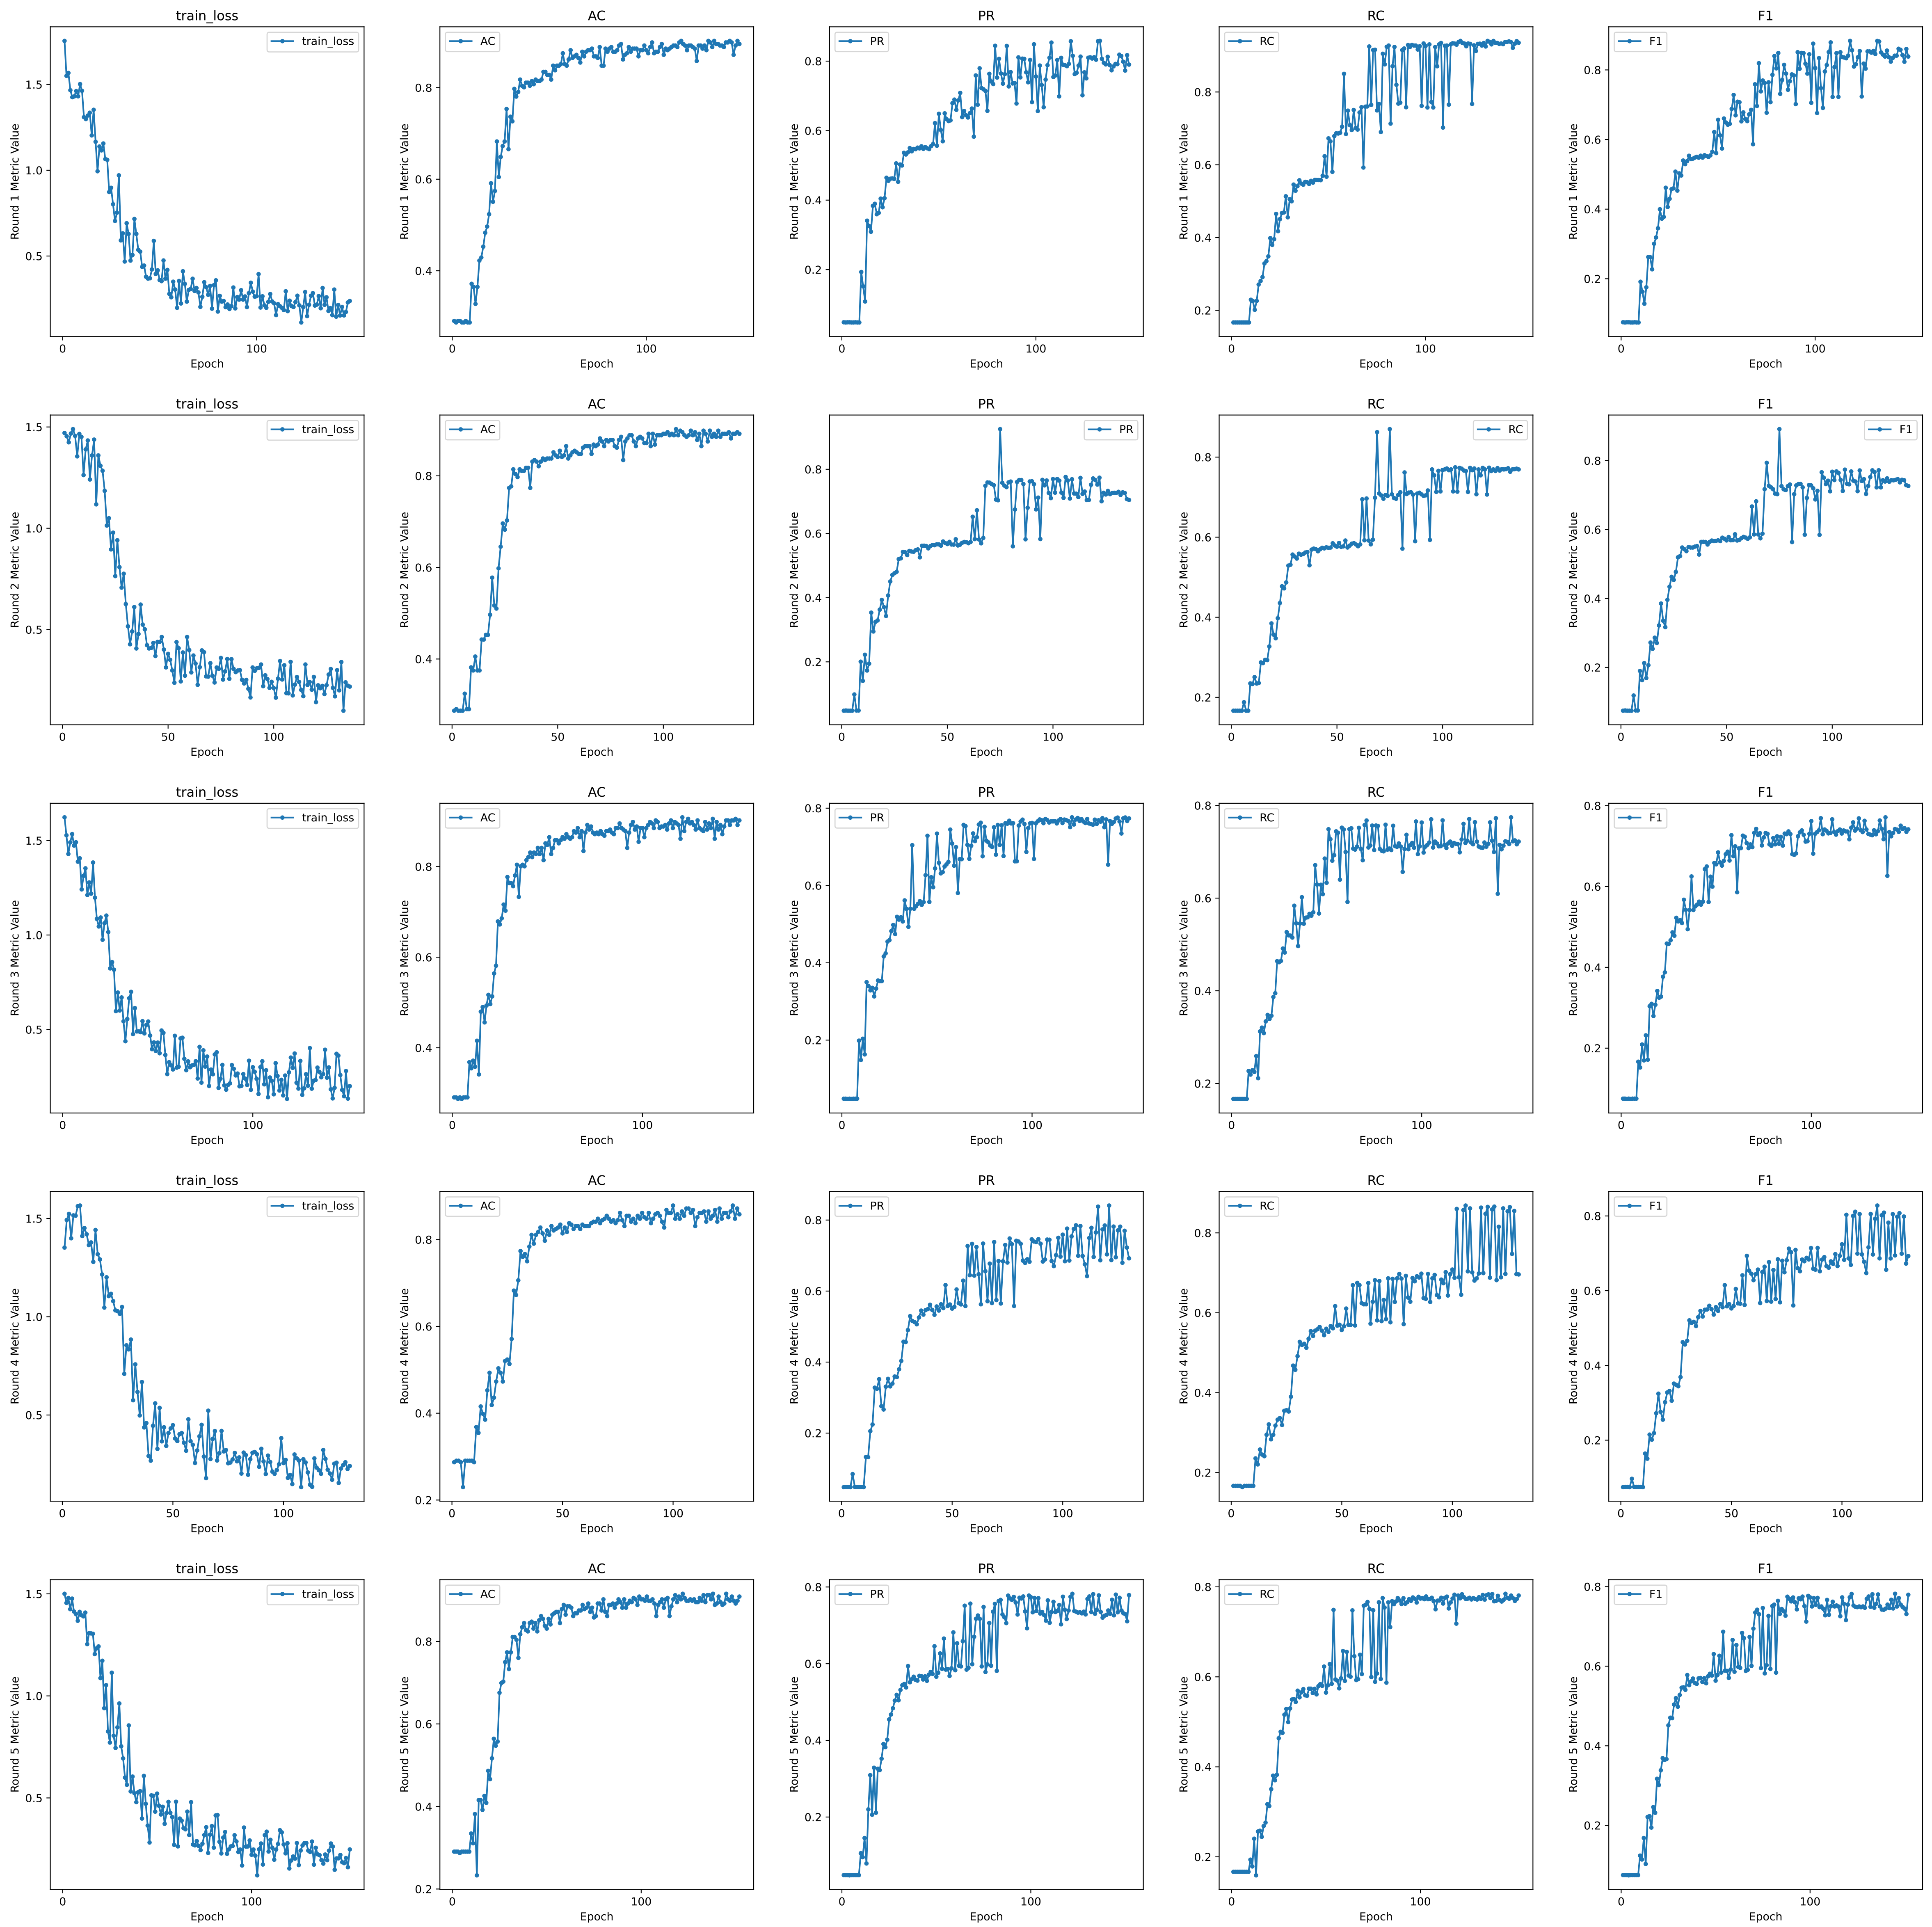 train_loss AC PR RC F1
train_loss AC PR RC F1
Round 1 Metric Value Round 1 Metric Value Round 1 Metric Value Round 1 Metric Value Round 1 Metric Value
1.5 1.0 0.5
0.8 0.6 0.4
0.8 0.6 0.4 0.2
0.8 0.6 0.4 0.2
0.8 0.6 0.4 0.2
0 100 0 100 0 100 0 100 0 100
Epoch Epoch Epoch Epoch Epoch
train_loss AC PR RC F1
train_loss AC PR RC F1
Round 2 Metric Value Round 2 Metric Value Round 2 Metric Value Round 2 Metric Value Round 2 Metric Value
1.5 1.0 0.5
0.8 0.6 0.4
0.8 0.6 0.4 0.2
0.8 0.6 0.4 0.2
0.8 0.6 0.4 0.2
0 50 100 0 50 100 0 50 100 0 50 100 0 50 100
Epoch Epoch Epoch Epoch Epoch
train_loss AC PR RC F1
train_loss AC PR RC F1
Round 3 Metric Value Round 3 Metric Value Round 3 Metric Value Round 3 Metric Value Round 3 Metric Value
1.5 1.0 0.5
0.8 0.6 0.4
0.8 0.6 0.4 0.2
0.8 0.6 0.4 0.2
0.8 0.6 0.4 0.2
0 100 0 100 0 100 0 100 0 100
Epoch Epoch Epoch Epoch Epoch
train_loss AC PR RC F1
train_loss AC PR RC F1
Round 4 Metric Value Round 4 Metric Value Round 4 Metric Value Round 4 Metric Value Round 4 Metric Value
1.5 1.0 0.5
0.8 0.6 0.4 0.2
0.8 0.6 0.4 0.2
0.8 0.6 0.4 0.2
0.8 0.6 0.4 0.2
0 50 100 0 50 100 0 50 100 0 50 100 0 50 100
Epoch Epoch Epoch Epoch Epoch
train_loss AC PR RC F1
train_loss AC PR RC F1
Round 5 Metric Value Round 5 Metric Value Round 5 Metric Value Round 5 Metric Value Round 5 Metric Value
1.5 1.0 0.5
0.8 0.6 0.4 0.2
0.8 0.6 0.4 0.2
0.8 0.6 0.4 0.2
0.8 0.6 0.4 0.2
0 100 0 100 0 100 0 100 0 100
Epoch Epoch Epoch Epoch Epoch